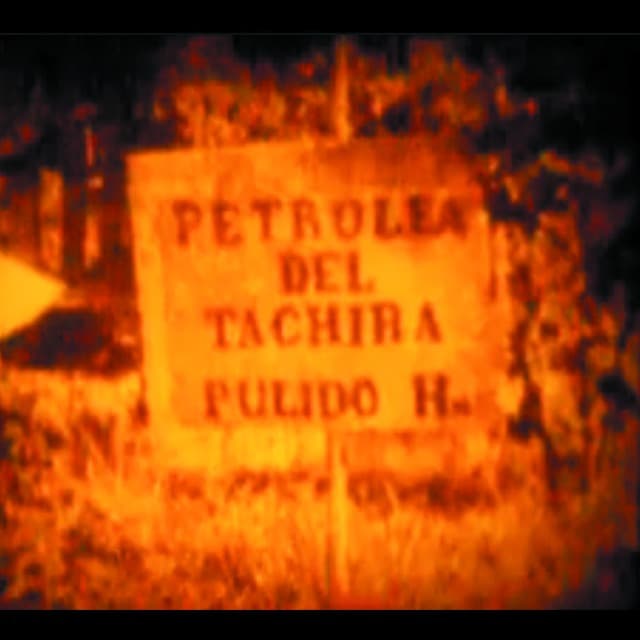 PETROLEA
DEL
TACHIRA
PULIDO H.